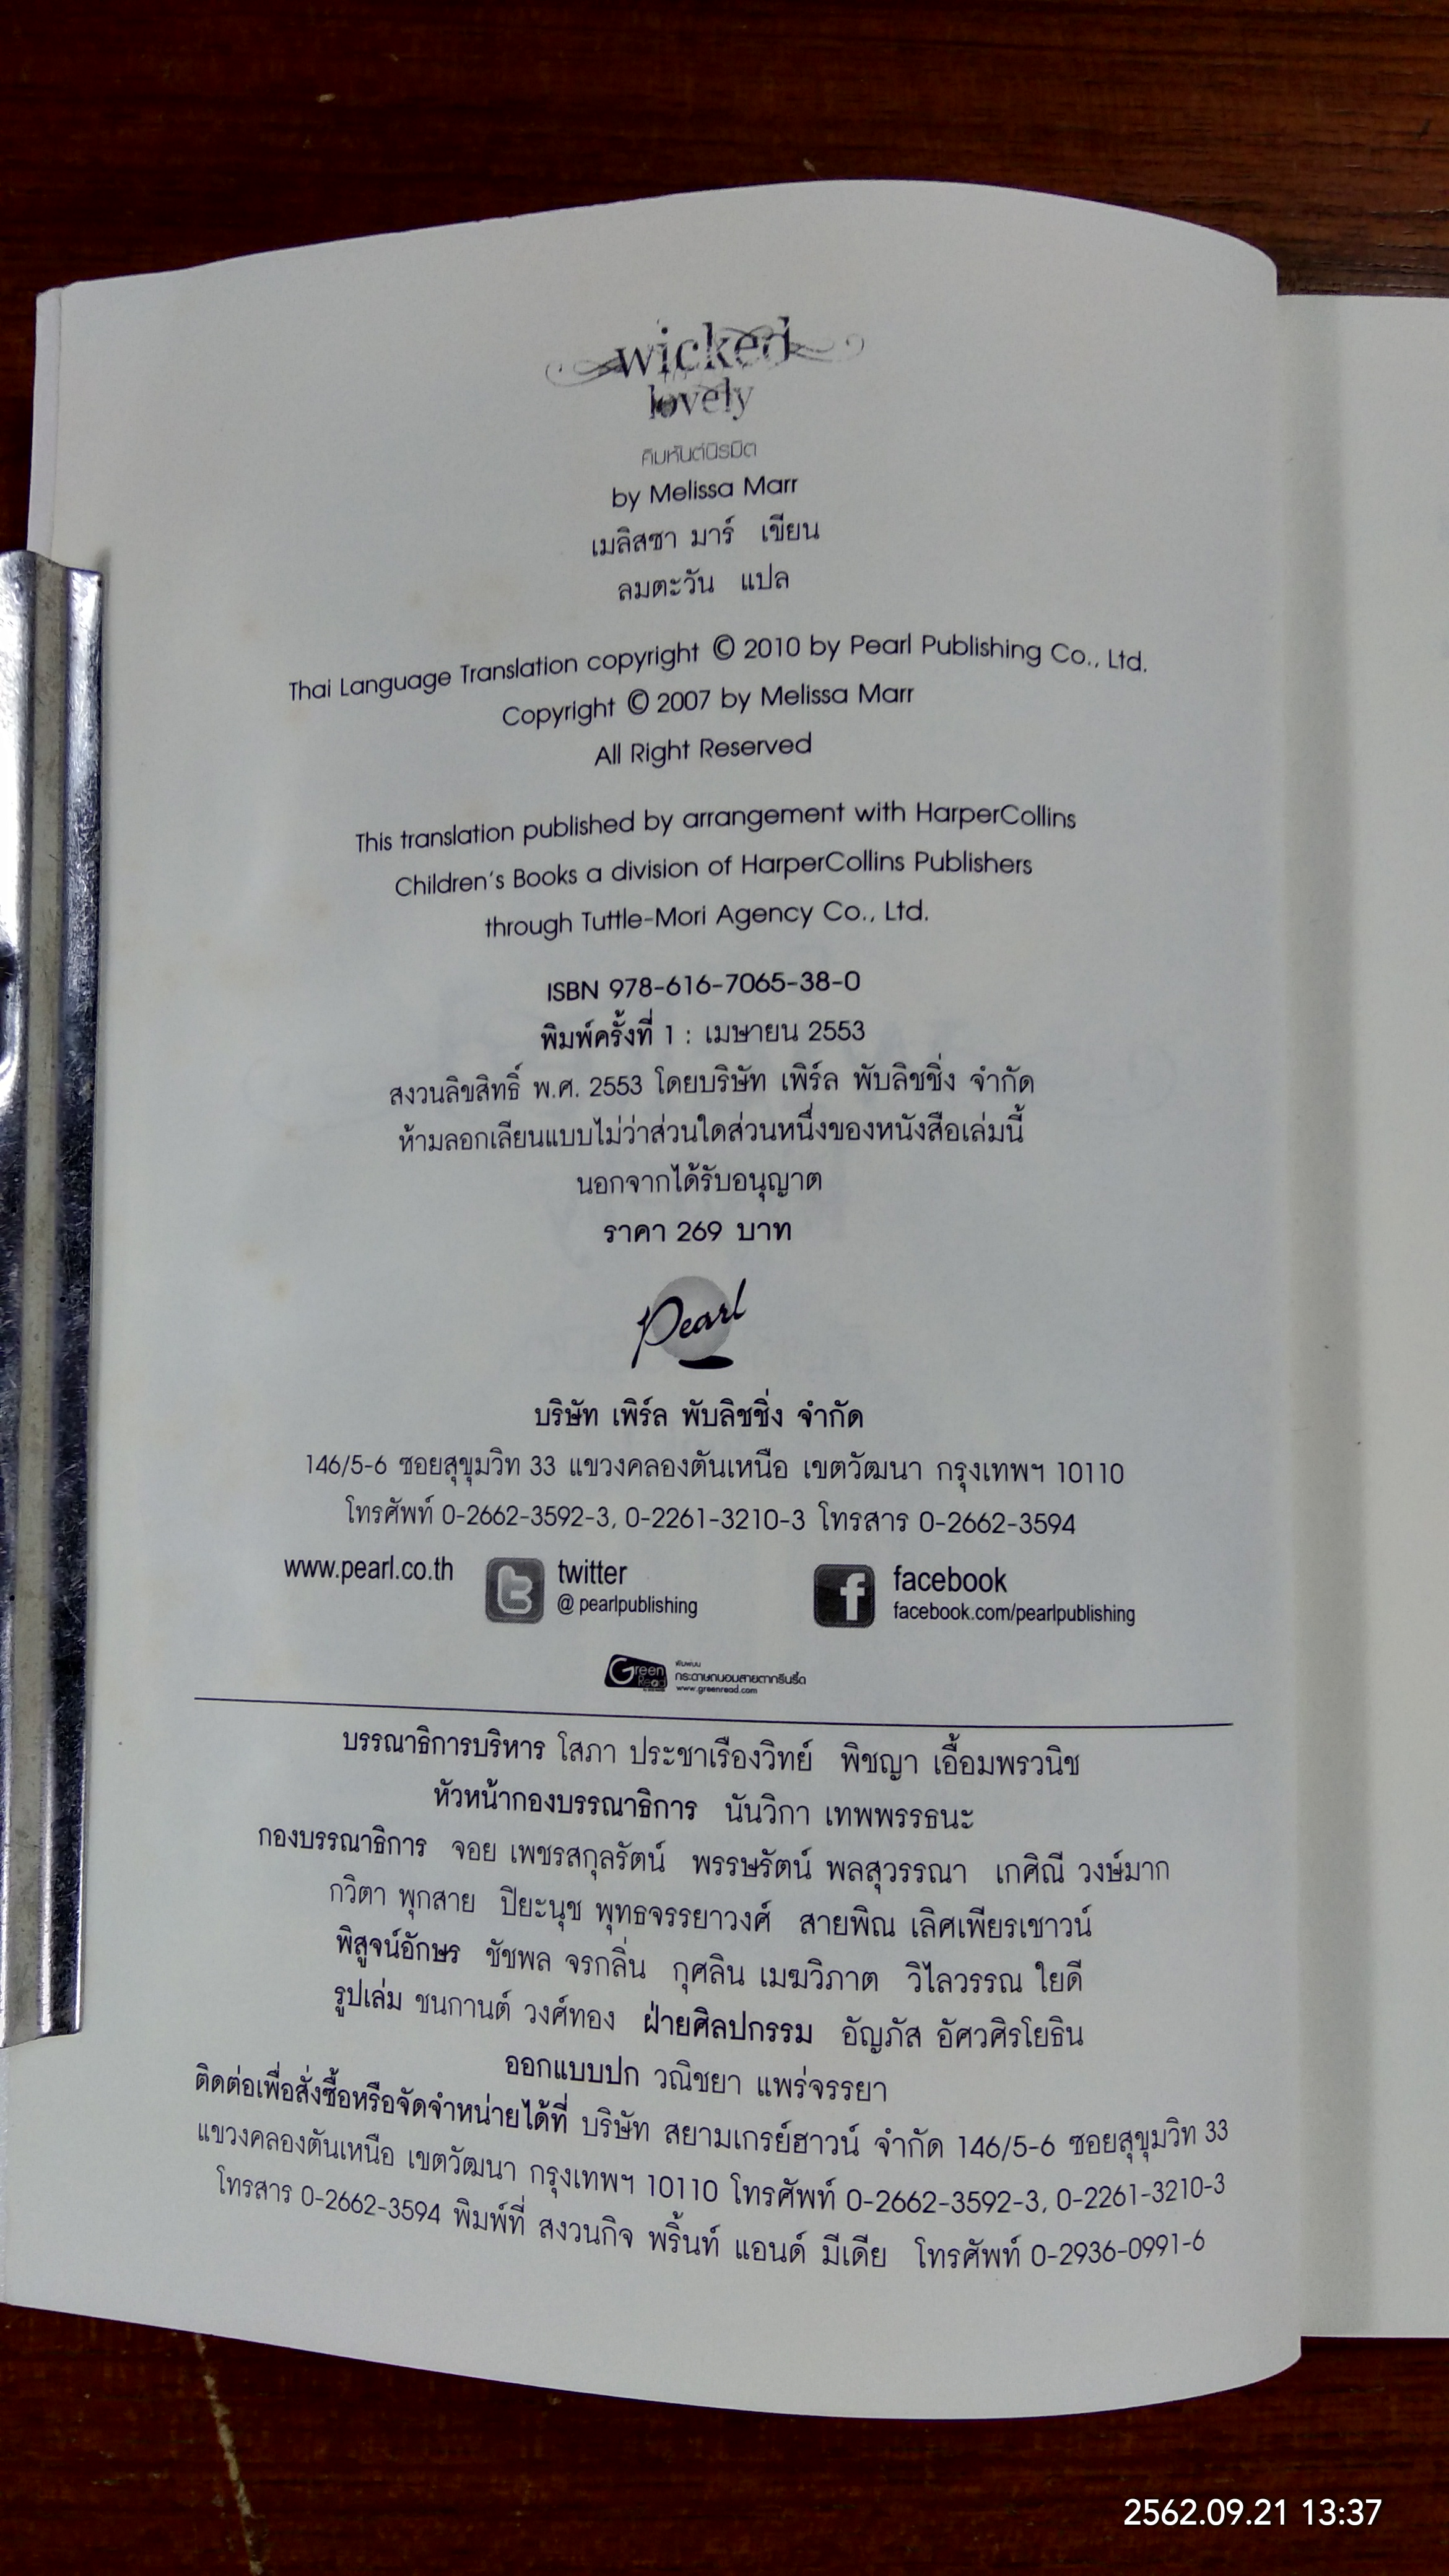 wicked
lovely
คิมหันต์นิรมิต
by Melissa Marr
เมลิสซา มาร์ เขียน
ลมตะวัน แปล
Thai Language Translation copyright © 2010 by Pearl Publishing Co., Ltd.
Copyright © 2007 by Melissa Marr
All Right Reserved
This translation published by arrangement with HarperCollins
Children's Books a division of HarperCollins Publishers
through Tuttle-Mori Agency Co., Ltd.
ISBN 978-616-7065-38-0
พิมพ์ครั้งที่ 1 : เมษายน 2553
สงวนลิขสิทธิ์ พ.ศ. 2553 โดยบริษัท เพิร์ล พับลิชชิ่ง จำกัด
ห้ามลอกเลียนแบบไม่ว่าส่วนใดส่วนหนึ่งของหนังสือเล่มนี้
นอกจากได้รับอนุญาต
ราคา 269 บาท
Pearl
บริษัท เพิร์ล พับลิชชิ่ง จำกัด
146/5-6 ซอยสุขุมวิท 33 แขวงคลองตันเหนือ เขตวัฒนา กรุงเทพฯ 10110
โทรศัพท์ 0-2662-3592-3, 0-2261-3210-3 โทรสาร 0-2662-3594
www.pearl.co.th t twitter f facebook
@ pearlpublishing facebook.com/pearlpublishing
Green Read พิมพ์บน
กระดาษถนอมสายตากรีนรี้ด
www.greenread.com
บรรณาธิการบริหาร โสภา ประชาเรืองวิทย์ พิชญา เอื้อมพรวนิช
หัวหน้ากองบรรณาธิการ นันวิกา เทพพรรธนะ
กองบรรณาธิการ จอย เพชรสกุลรัตน์ พรรษรัตน์ พลสุวรรณา เกศิณี วงษ์มาก
กวิตา พุกสาย ปิยะนุช พุทธจรรยาวงศ์ สายพิณ เลิศเพียรเชาวน์
พิสูจน์อักษร ชัชพล จรกลิ่น กุศลิน เมฆวิภาต วิไลวรรณ ใยดี
รูปเล่ม ชนกานต์ วงศ์ทอง ฝ่ายศิลปกรรม อัญภัส อัศวศิรโยธิน
ออกแบบปก วณิชยา แพร่จรรยา
ติดต่อเพื่อสั่งซื้อหรือจัดจำหน่ายได้ที่ บริษัท สยามเกรย์ฮาวน์ จำกัด 146/5-6 ซอยสุขุมวิท 33
แขวงคลองตันเหนือ เขตวัฒนา กรุงเทพฯ 10110 โทรศัพท์ 0-2662-3592-3, 0-2261-3210-3
โทรสาร 0-2662-3594 พิมพ์ที่ สงวนกิจ พริ้นท์ แอนด์ มีเดีย โทรศัพท์ 0-2936-0991-6
2562.09.21 13:37